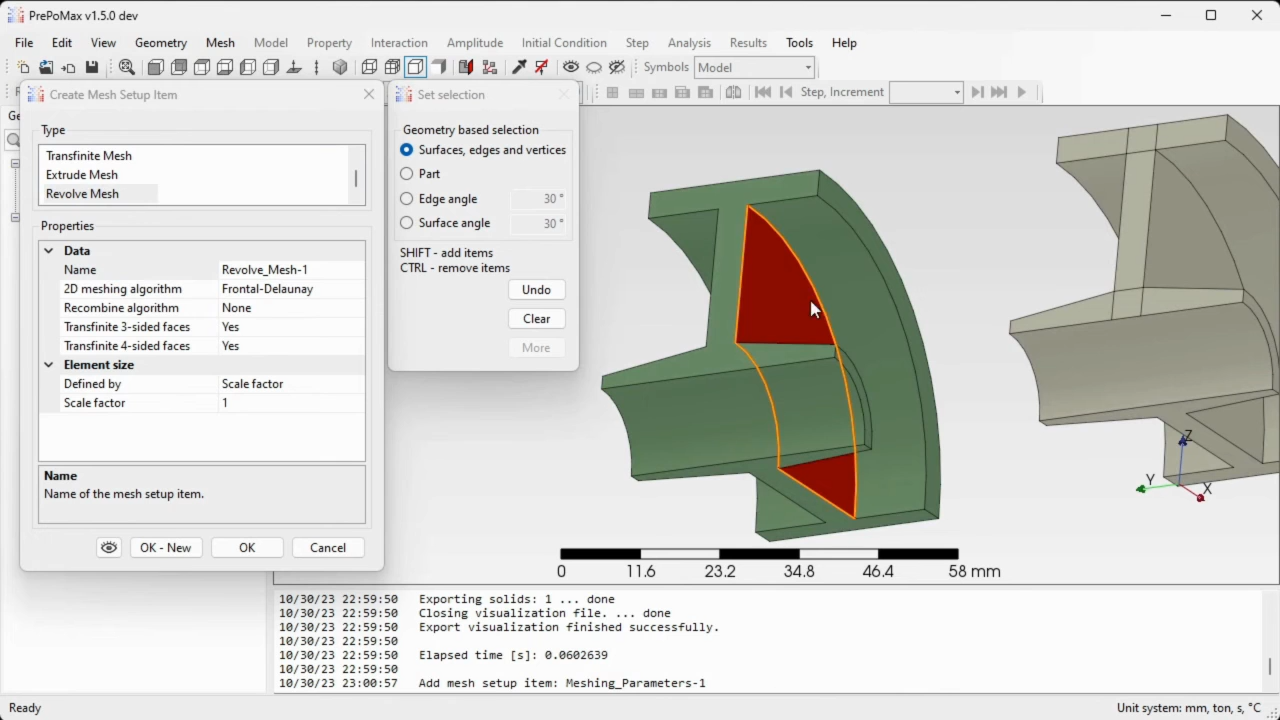 PrePoMax v1.5.0 dev
File Edit View Geometry Mesh Model Property Interaction Amplitude Initial Condition Step Analysis Results Tools Help
Symbols Model
Step, Increment
Create Mesh Setup Item
Type
Transfinite Mesh
Extrude Mesh
Revolve Mesh
Properties
Data
Name Revolve_Mesh-1
2D meshing algorithm Frontal-Delaunay
Recombine algorithm None
Transfinite 3-sided faces Yes
Transfinite 4-sided faces Yes
Element size
Defined by Scale factor
Scale factor 1
Name
Name of the mesh setup item.
OK - New OK Cancel
Set selection
Geometry based selection
Surfaces, edges and vertices
Part
Edge angle 30 °
Surface angle 30 °
SHIFT - add items
CTRL - remove items
Undo
Clear
More
Z
Y
X
0 11.6 23.2 34.8 46.4 58 mm
10/30/23 22:59:50 Exporting solids: 1 ... done
10/30/23 22:59:50 Closing visualization file. ... done
10/30/23 22:59:50 Export visualization finished successfully.
10/30/23 22:59:50
10/30/23 22:59:50 Elapsed time [s]: 0.0602639
10/30/23 22:59:50
10/30/23 23:00:57 Add mesh setup item: Meshing_Parameters-1
Ready
Unit system: mm, ton, s, °C